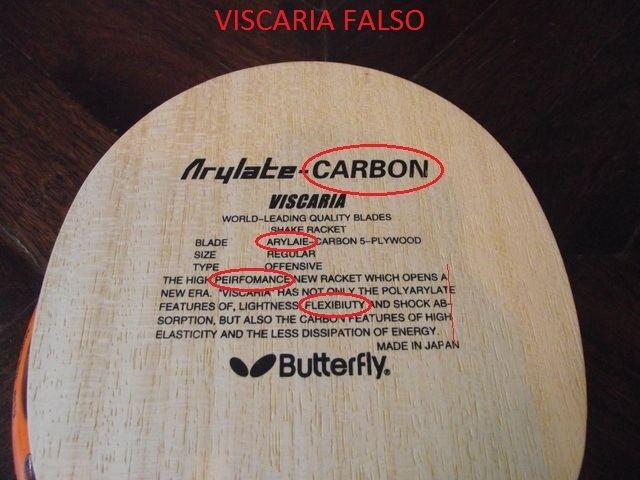 VISCARIA FALSO
Arylate-CARBON
VISCARIA
WORLD-LEADING QUALITY BLADES
SHAKE RACKET
BLADE ARYLAIE-CARBON 5-PLYWOOD
SIZE REGULAR
TYPE OFFENSIVE
THE HIGH PEIRFOMANCE NEW RACKET WHICH OPENS A
NEW ERA. "VISCARIA" HAS NOT ONLY THE POLYARYLATE
FEATURES OF, LIGHTNESS, FLEXIBIUTY AND SHOCK AB-
SORPTION, BUT ALSO THE CARBON FEATURES OF HIGH
ELASTICITY AND THE LESS DISSIPATION OF ENERGY.
MADE IN JAPAN
Butterfly®